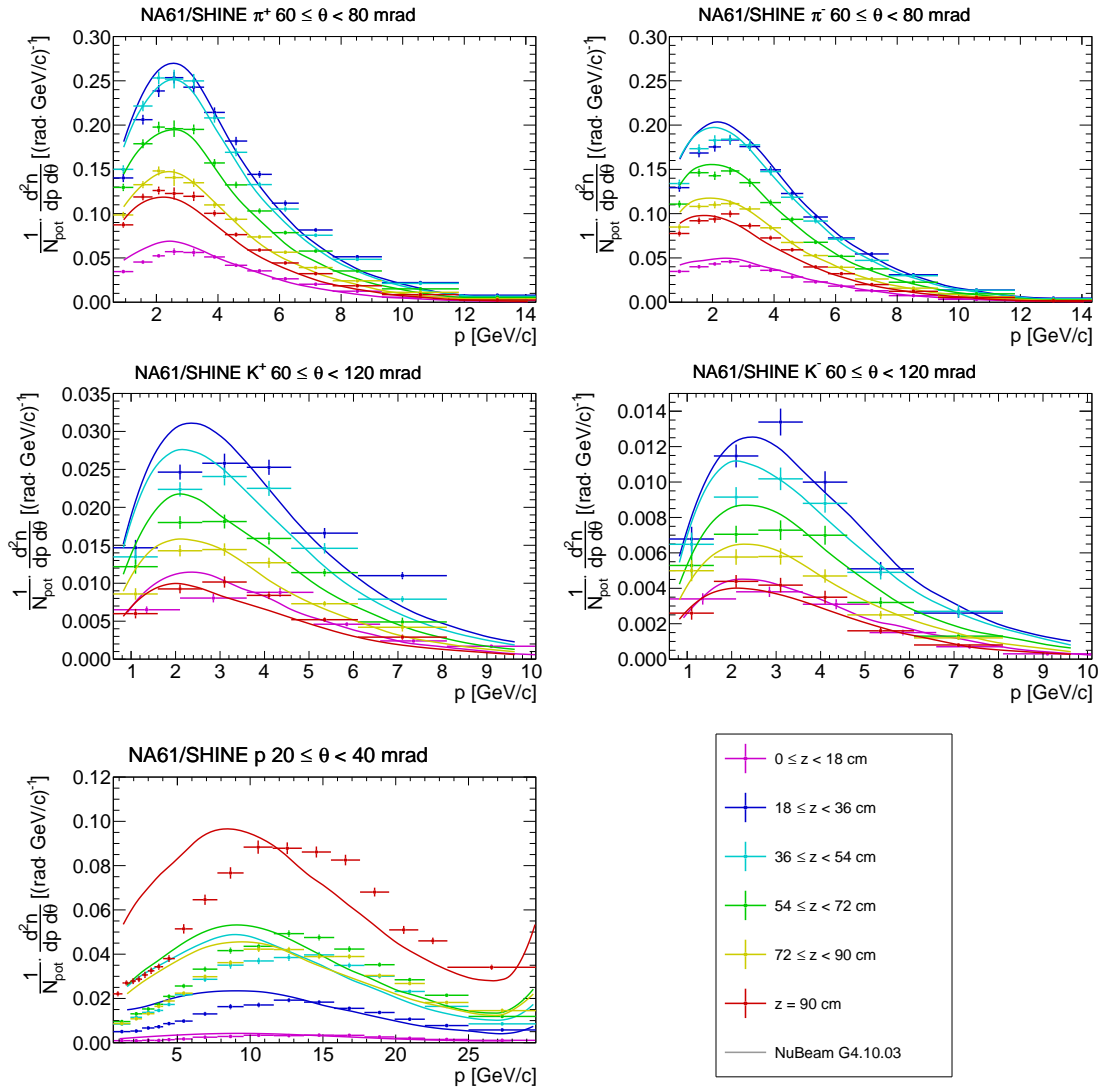 NA61/SHINE π⁺ 60 ≤ θ < 80 mrad
1/N_pot · d²n/dp dθ [(rad· GeV/c)⁻¹]
0.30
0.25
0.20
0.15
0.10
0.05
0.00
2 4 6 8 10 12 14
p [GeV/c]
NA61/SHINE π⁻ 60 ≤ θ < 80 mrad
1/N_pot · d²n/dp dθ [(rad· GeV/c)⁻¹]
0.30
0.25
0.20
0.15
0.10
0.05
0.00
2 4 6 8 10 12 14
p [GeV/c]
NA61/SHINE K⁺ 60 ≤ θ < 120 mrad
1/N_pot · d²n/dp dθ [(rad· GeV/c)⁻¹]
0.035
0.030
0.025
0.020
0.015
0.010
0.005
0.000
1 2 3 4 5 6 7 8 9 10
p [GeV/c]
NA61/SHINE K⁻ 60 ≤ θ < 120 mrad
1/N_pot · d²n/dp dθ [(rad· GeV/c)⁻¹]
0.014
0.012
0.010
0.008
0.006
0.004
0.002
0.000
1 2 3 4 5 6 7 8 9 10
p [GeV/c]
NA61/SHINE p 20 ≤ θ < 40 mrad
1/N_pot · d²n/dp dθ [(rad· GeV/c)⁻¹]
0.12
0.10
0.08
0.06
0.04
0.02
0.00
5 10 15 20 25
p [GeV/c]
0 ≤ z < 18 cm
18 ≤ z < 36 cm
36 ≤ z < 54 cm
54 ≤ z < 72 cm
72 ≤ z < 90 cm
z = 90 cm
NuBeam G4.10.03